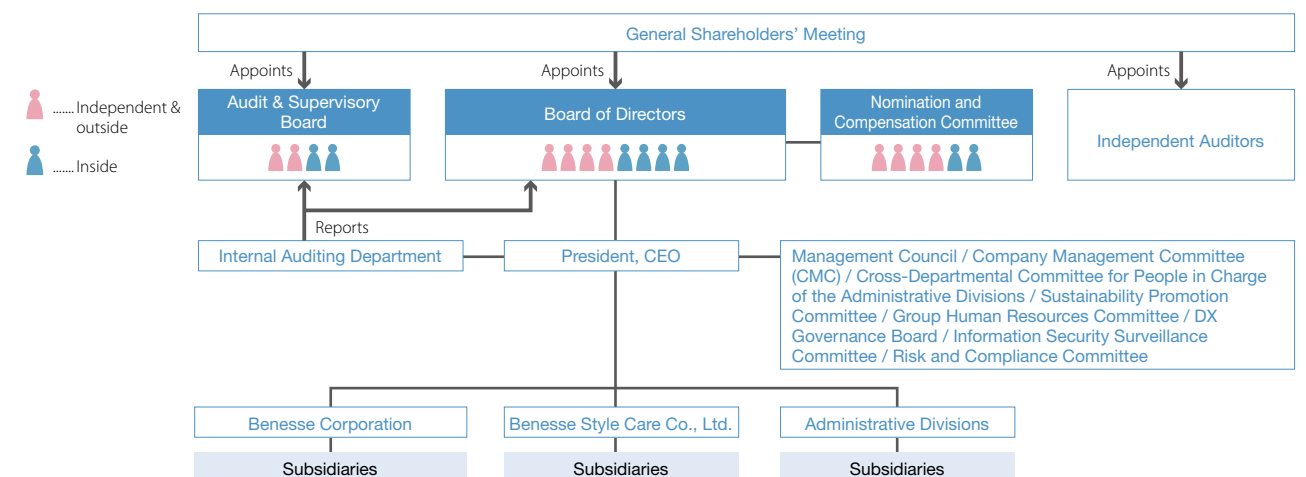 General Shareholders' Meeting
Appoints
Appoints
Appoints
....... Independent & outside
....... Inside
Audit & Supervisory
Board
Board of Directors
Nomination and
Compensation Committee
Independent Auditors
Reports
Internal Auditing Department
President, CEO
Management Council / Company Management Committee
(CMC) / Cross-Departmental Committee for People in Charge
of the Administrative Divisions / Sustainability Promotion
Committee / Group Human Resources Committee / DX
Governance Board / Information Security Surveillance
Committee / Risk and Compliance Committee
Benesse Corporation
Benesse Style Care Co., Ltd.
Administrative Divisions
Subsidiaries
Subsidiaries
Subsidiaries